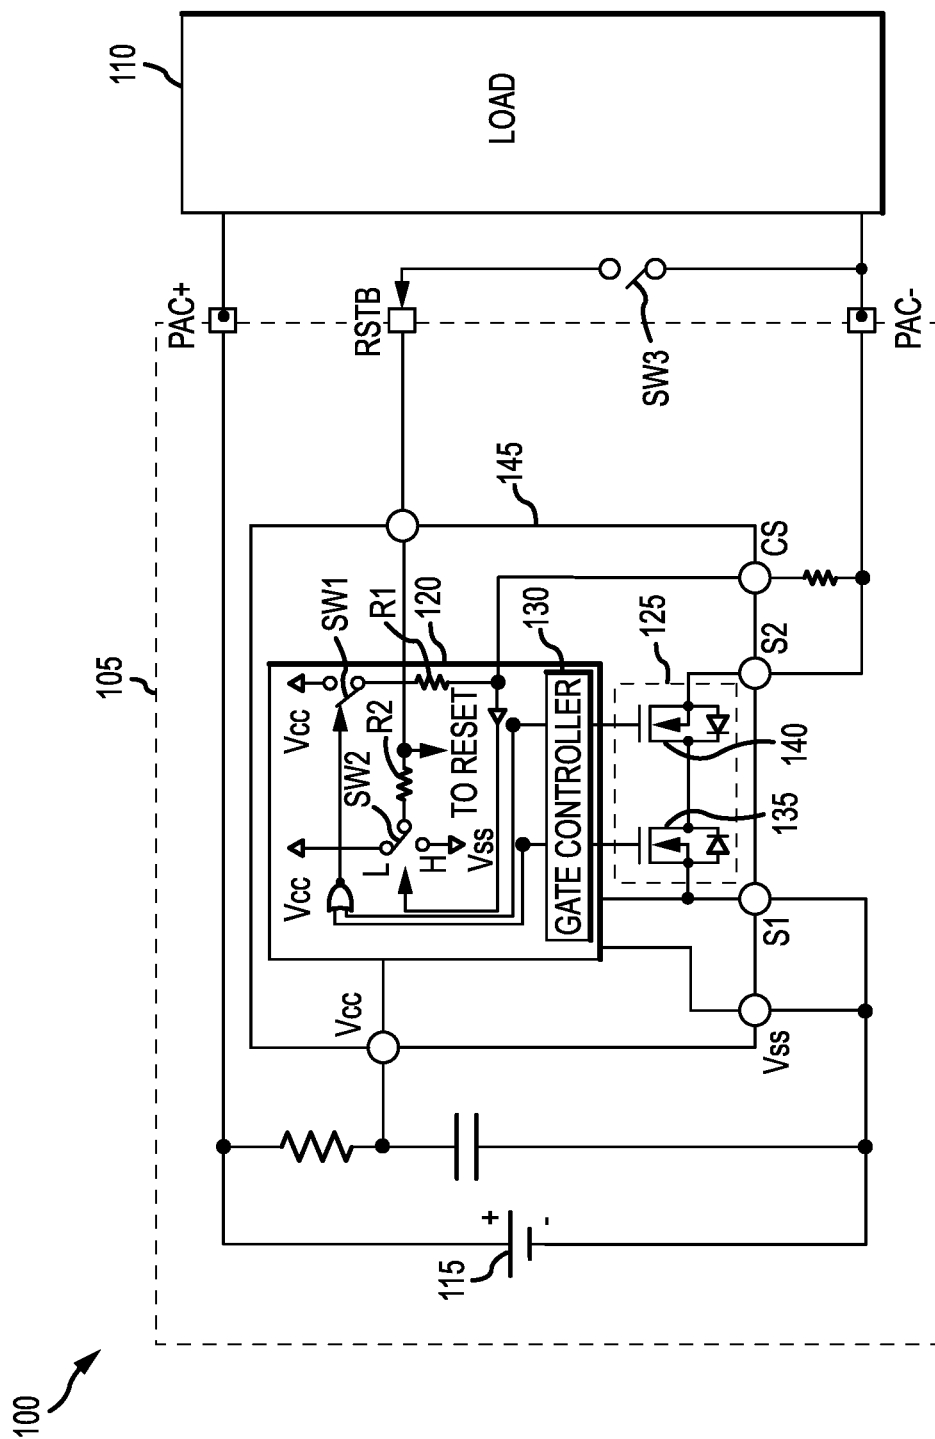 100
105
110
LOAD
PAC+
RSTB
SW3
PAC-
145
Vcc
Vcc
SW1
R1
120
Vcc
SW2
R2
L
H
Vss
TO RESET
130
GATE CONTROLLER
125
135
140
Vss
S1
S2
CS
115
+
-